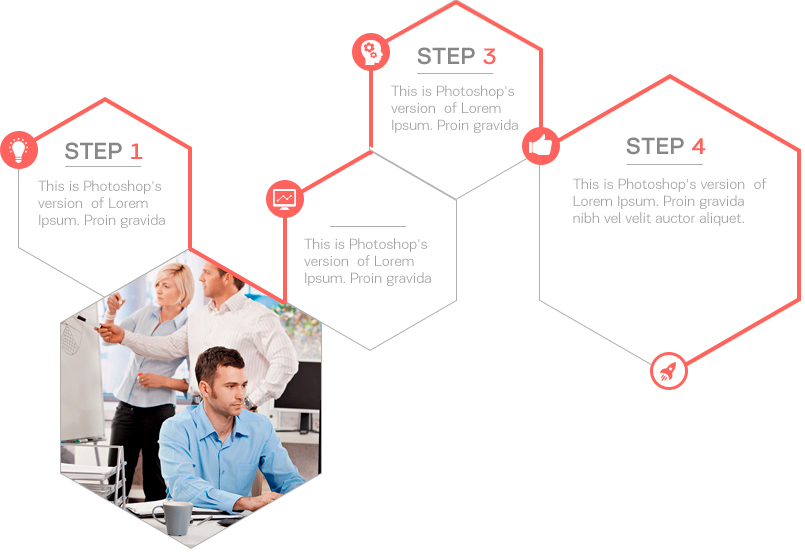 STEP 1
This is Photoshop's
version of Lorem
Ipsum. Proin gravida
This is Photoshop's
version of Lorem
Ipsum. Proin gravida
STEP 3
This is Photoshop's
version of Lorem
Ipsum. Proin gravida
STEP 4
This is Photoshop's version of
Lorem Ipsum. Proin gravida
nibh vel velit auctor aliquet.